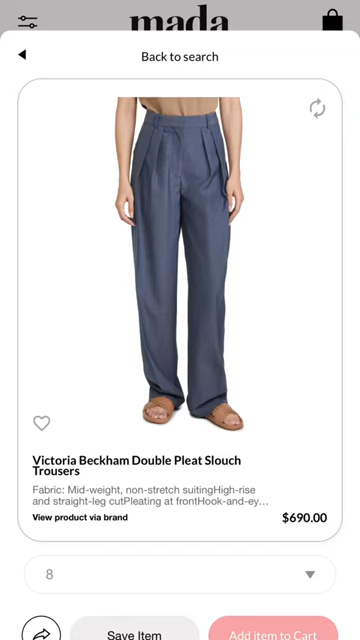 mada
Back to search
Victoria Beckham Double Pleat Slouch
Trousers
Fabric: Mid-weight, non-stretch suitingHigh-rise
and straight-leg cutPleating at frontHook-and-ey...
View product via brand
$690.00
8
Save Item
Add item to Cart